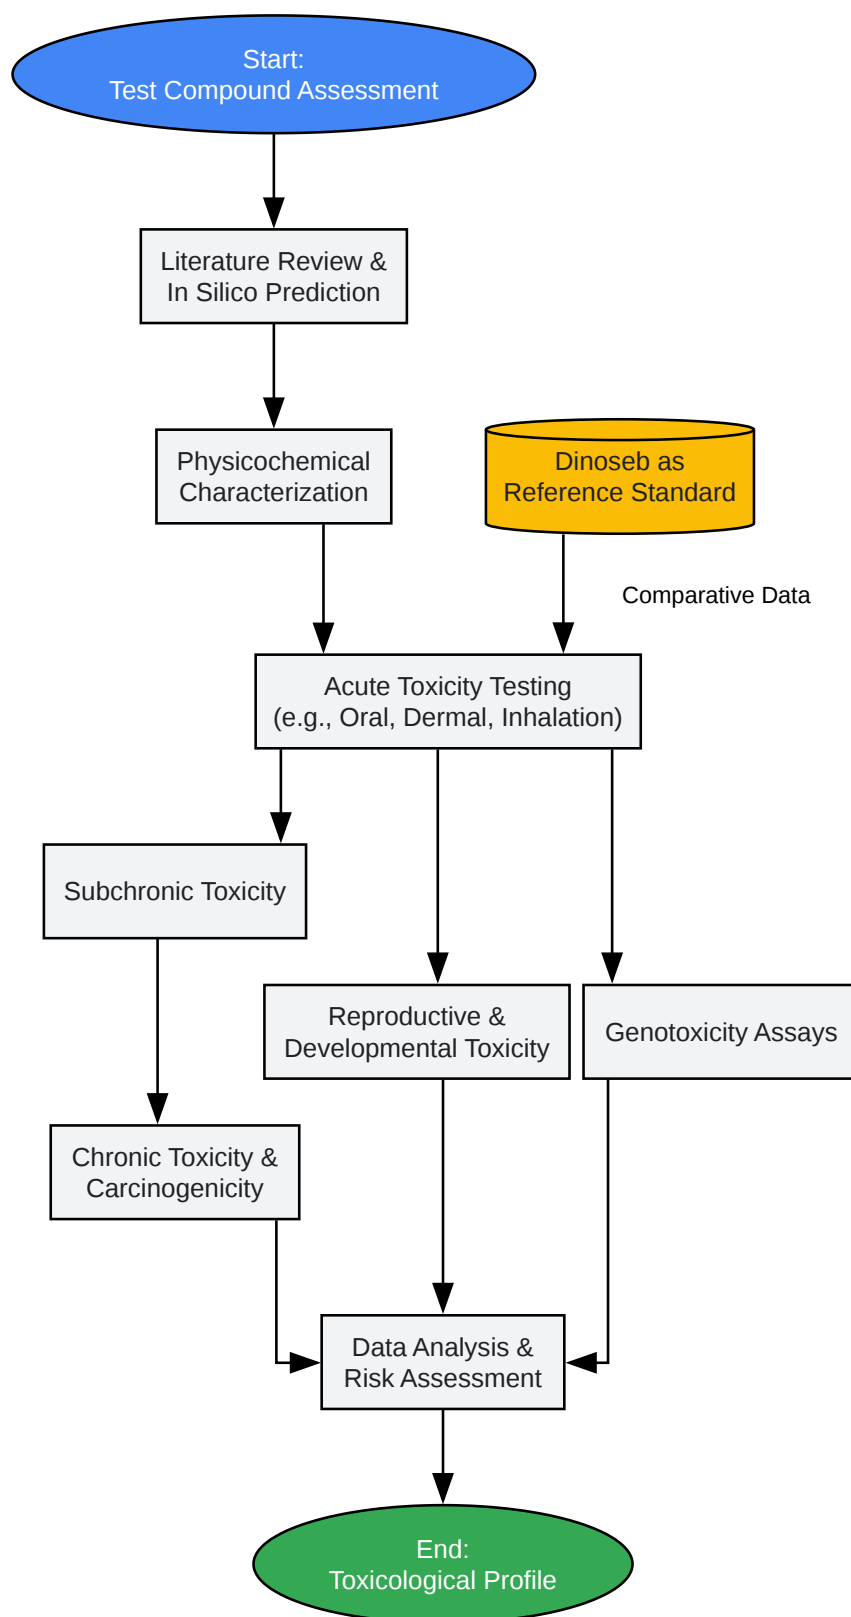 Start:
Test Compound Assessment
Literature Review &
In Silico Prediction
Physicochemical
Characterization
Dinoseb as
Reference Standard
Comparative Data
Acute Toxicity Testing
(e.g., Oral, Dermal, Inhalation)
Subchronic Toxicity
Reproductive &
Developmental Toxicity
Genotoxicity Assays
Chronic Toxicity &
Carcinogenicity
Data Analysis &
Risk Assessment
End:
Toxicological Profile